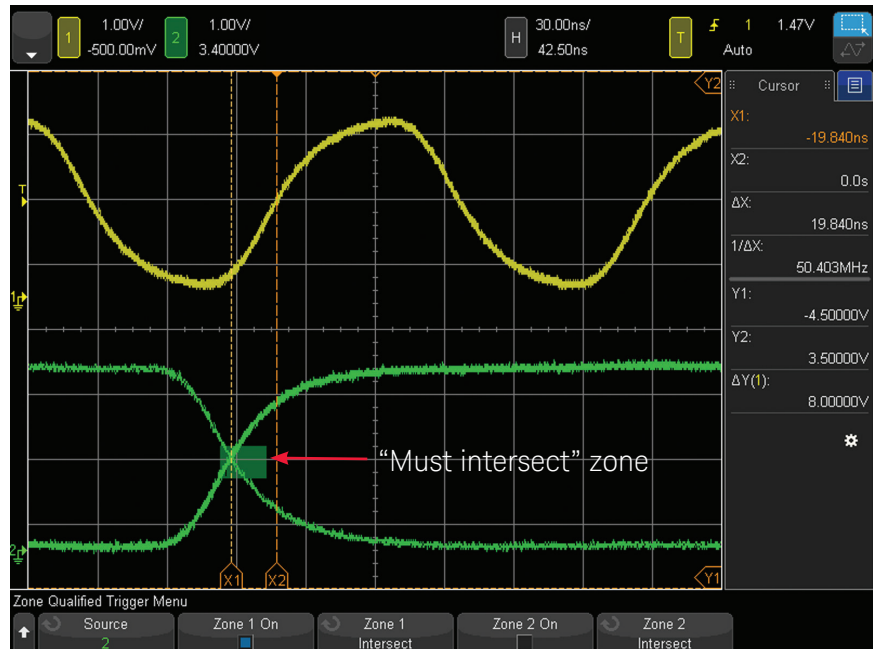 1 1.00V/ 2 1.00V/ H 30.00ns/ T 1 1.47V
-500.00mV 3.40000V 42.50ns Auto
Y2
Cursor
X1:
-19.840ns
X2:
0.0s
ΔX:
19.840ns
1/ΔX:
50.403MHz
Y1:
-4.50000V
Y2:
3.50000V
ΔY(1):
8.00000V
T
1
"Must intersect" zone
2
X1 X2 Y1
Zone Qualified Trigger Menu
Source Zone 1 On Zone 1 Zone 2 On Zone 2
2 Intersect Intersect